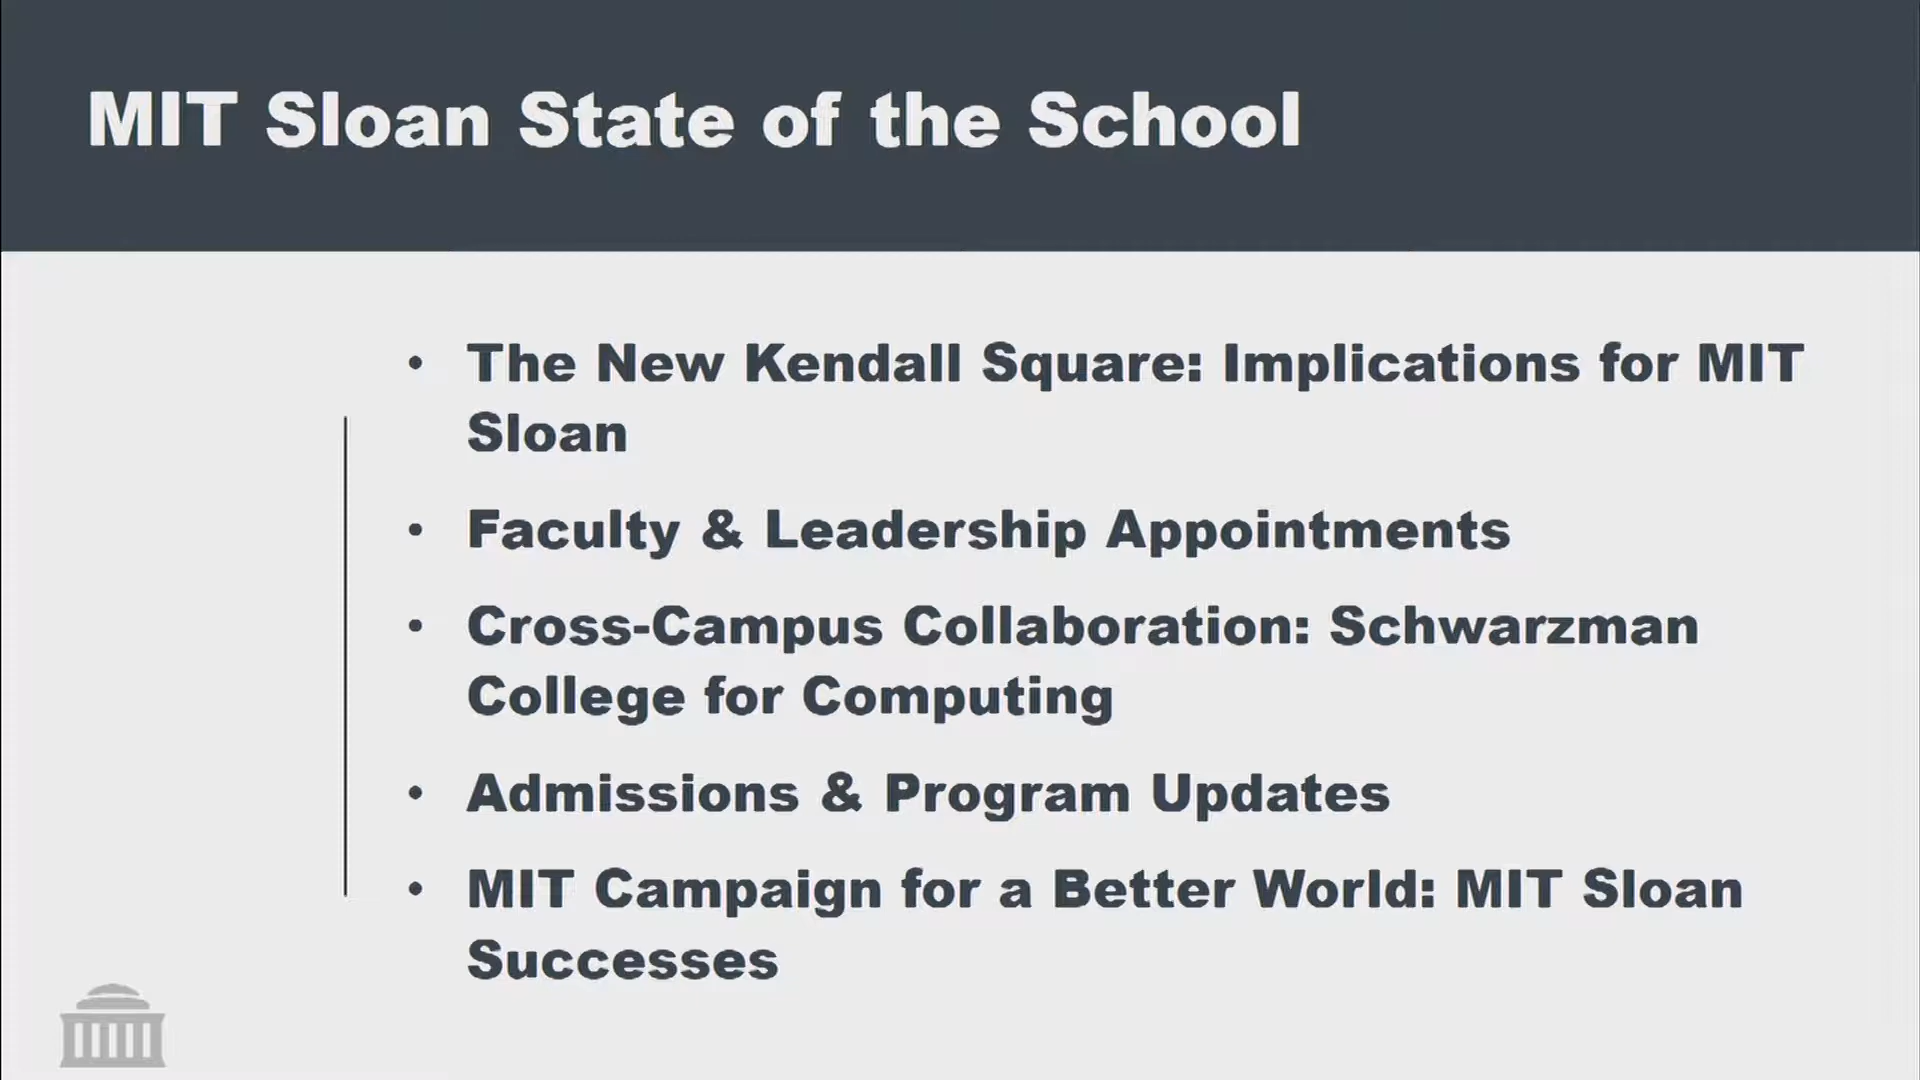 MIT Sloan State of the School
• The New Kendall Square: Implications for MIT
Sloan
• Faculty & Leadership Appointments
• Cross-Campus Collaboration: Schwarzman
College for Computing
• Admissions & Program Updates
• MIT Campaign for a Better World: MIT Sloan
Successes